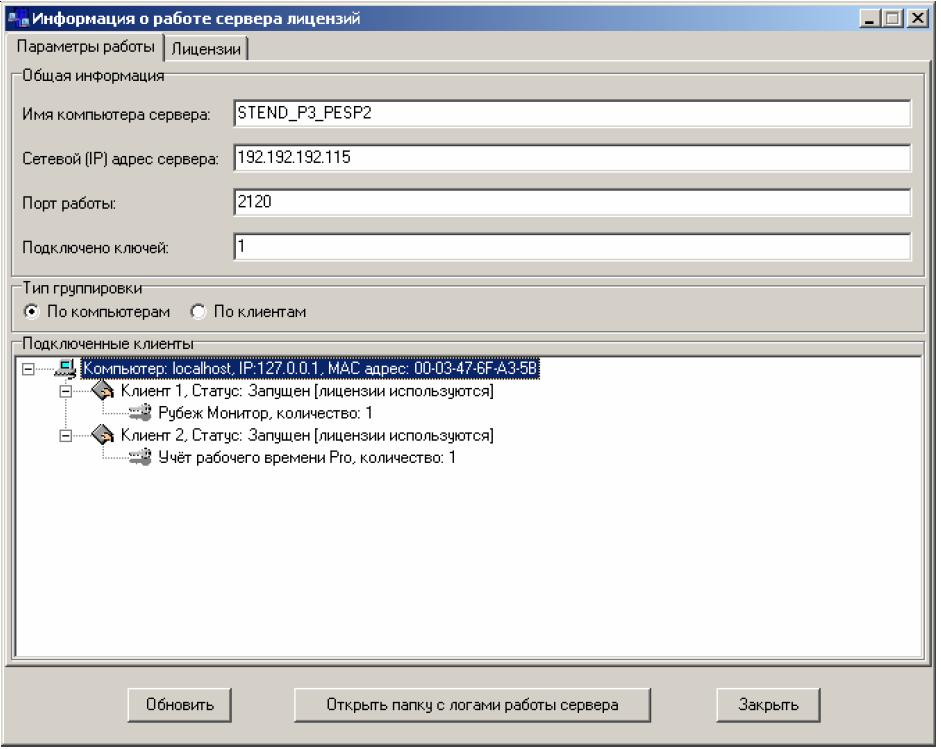 Информация о работе сервера лицензий
Параметры работы Лицензии
Общая информация
Имя компьютера сервера: STEND_P3_PESP2
Сетевой (IP) адрес сервера: 192.192.192.115
Порт работы: 2120
Подключено ключей: 1
Тип группировки
По компьютерам По клиентам
Подключенные клиенты
Компьютер: localhost, IP:127.0.0.1, MAC адрес: 00-03-47-6F-A3-5B
Клиент 1, Статус: Запущен [лицензии используются]
Рубеж Монитор, количество: 1
Клиент 2, Статус: Запущен [лицензии используются]
Учёт рабочего времени Pro, количество: 1
Обновить Открыть папку с логами работы сервера Закрыть